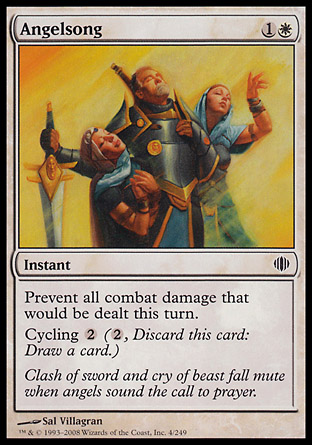 Angelsong 1
Instant
Prevent all combat damage that
would be dealt this turn.
Cycling 2 (2, Discard this card:
Draw a card.)
Clash of sword and cry of beast fall mute
when angels sound the call to prayer.
Sal Villagran
™ & © 1993–2008 Wizards of the Coast, Inc. 4/249